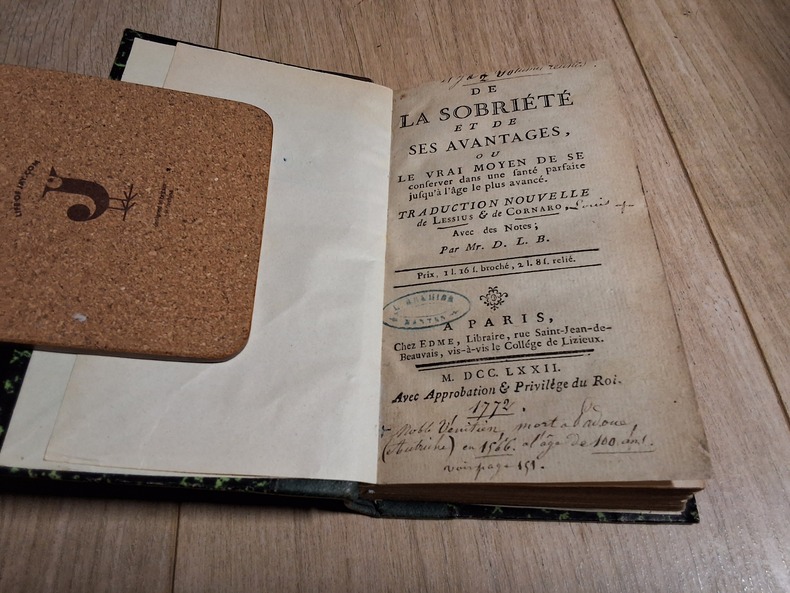 DE
LA SOBRIÉTÉ
ET DE
SES AVANTAGES,
OU
LE VRAI MOYEN DE SE
conserver dans une santé parfaite
jusqu'à l'âge le plus avancé.
TRADUCTION NOUVELLE
de LESSIUS & de CORNARO, Louis +
Avec des Notes;
Par Mr. D. L. B.
Prix, 1 l. 16 s. broché, 2 l. 8 s. relié.
NANTES
A PARIS,
Chez EDME, Libraire, rue Saint-Jean-de-
Beauvais, vis-à-vis le Collége de Lizieux.
M. DCC. LXXII.
Avec Approbation & Privilége du Roi.
1772.
+ Noble Vénitien, mort a Padoue,
(Autriche) en 1566. a l'âge de 100 ans.
voir page 151.